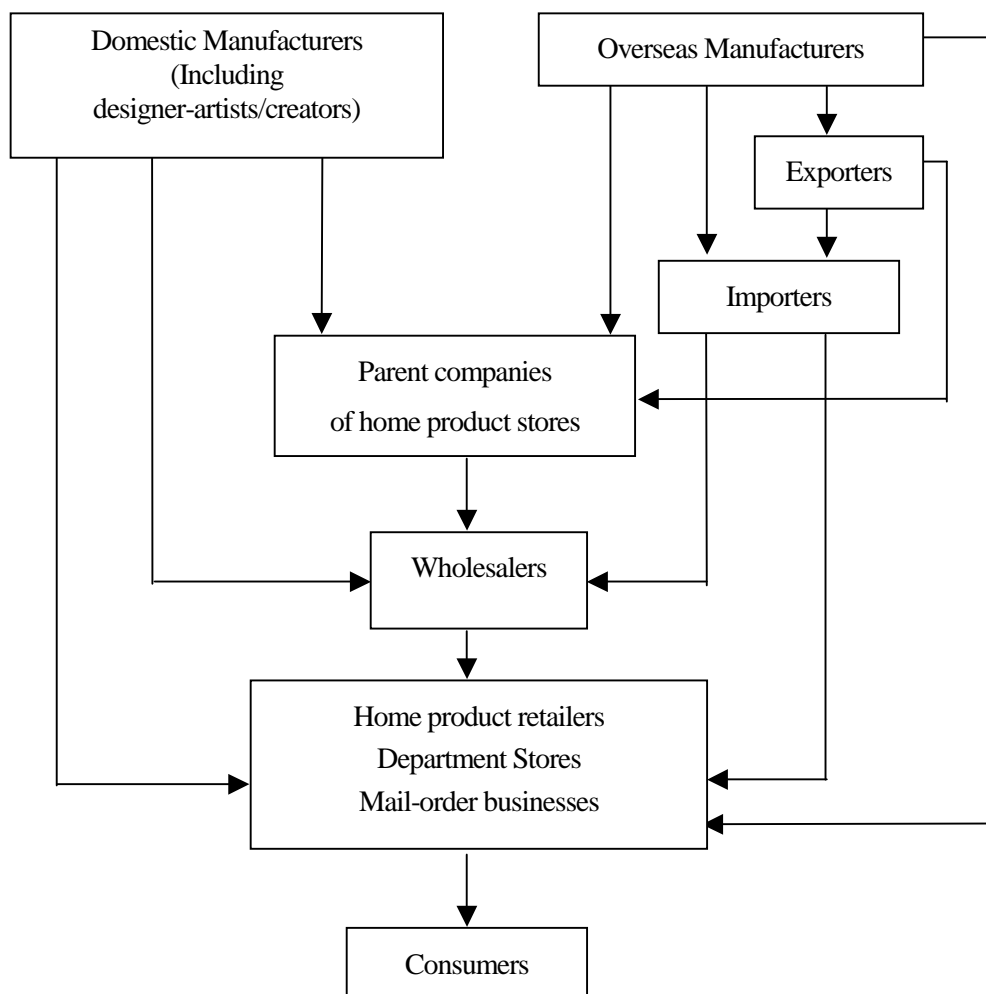 Domestic Manufacturers
(Including
designer-artists/creators)
Overseas Manufacturers
Exporters
Importers
Parent companies
of home product stores
Wholesalers
Home product retailers
Department Stores
Mail-order businesses
Consumers